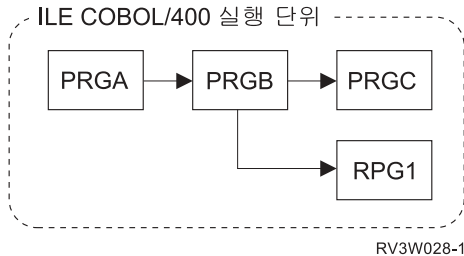 ILE COBOL/400 실행 단위
PRGA
PRGB
PRGC
RPG1
RV3W028-1